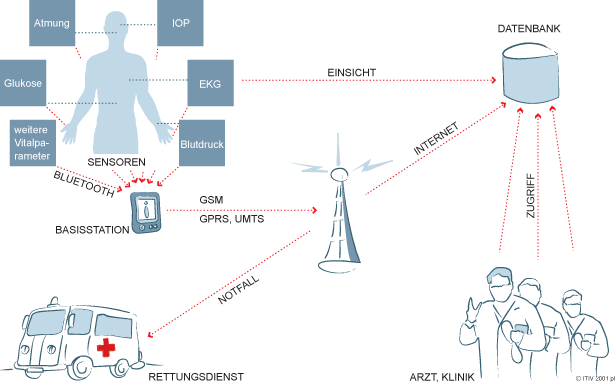 Atmung
IOP
DATENBANK
Glukose
EKG
EINSICHT
weitere
Vitalpa-
rameter
Blutdruck
INTERNET
SENSOREN
BLUETOOTH
GSM
GPRS, UMTS
ZUGRIFF
BASISSTATION
NOTFALL
RETTUNGSDIENST
ARZT, KLINIK
© ITIV 2001 pl